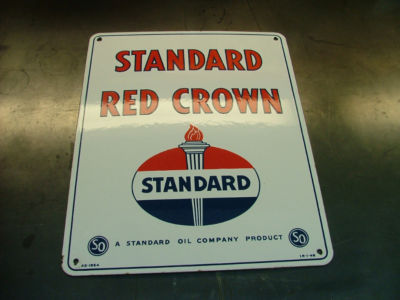 STANDARD
RED CROWN
STANDARD
SO A STANDARD OIL COMPANY PRODUCT SO